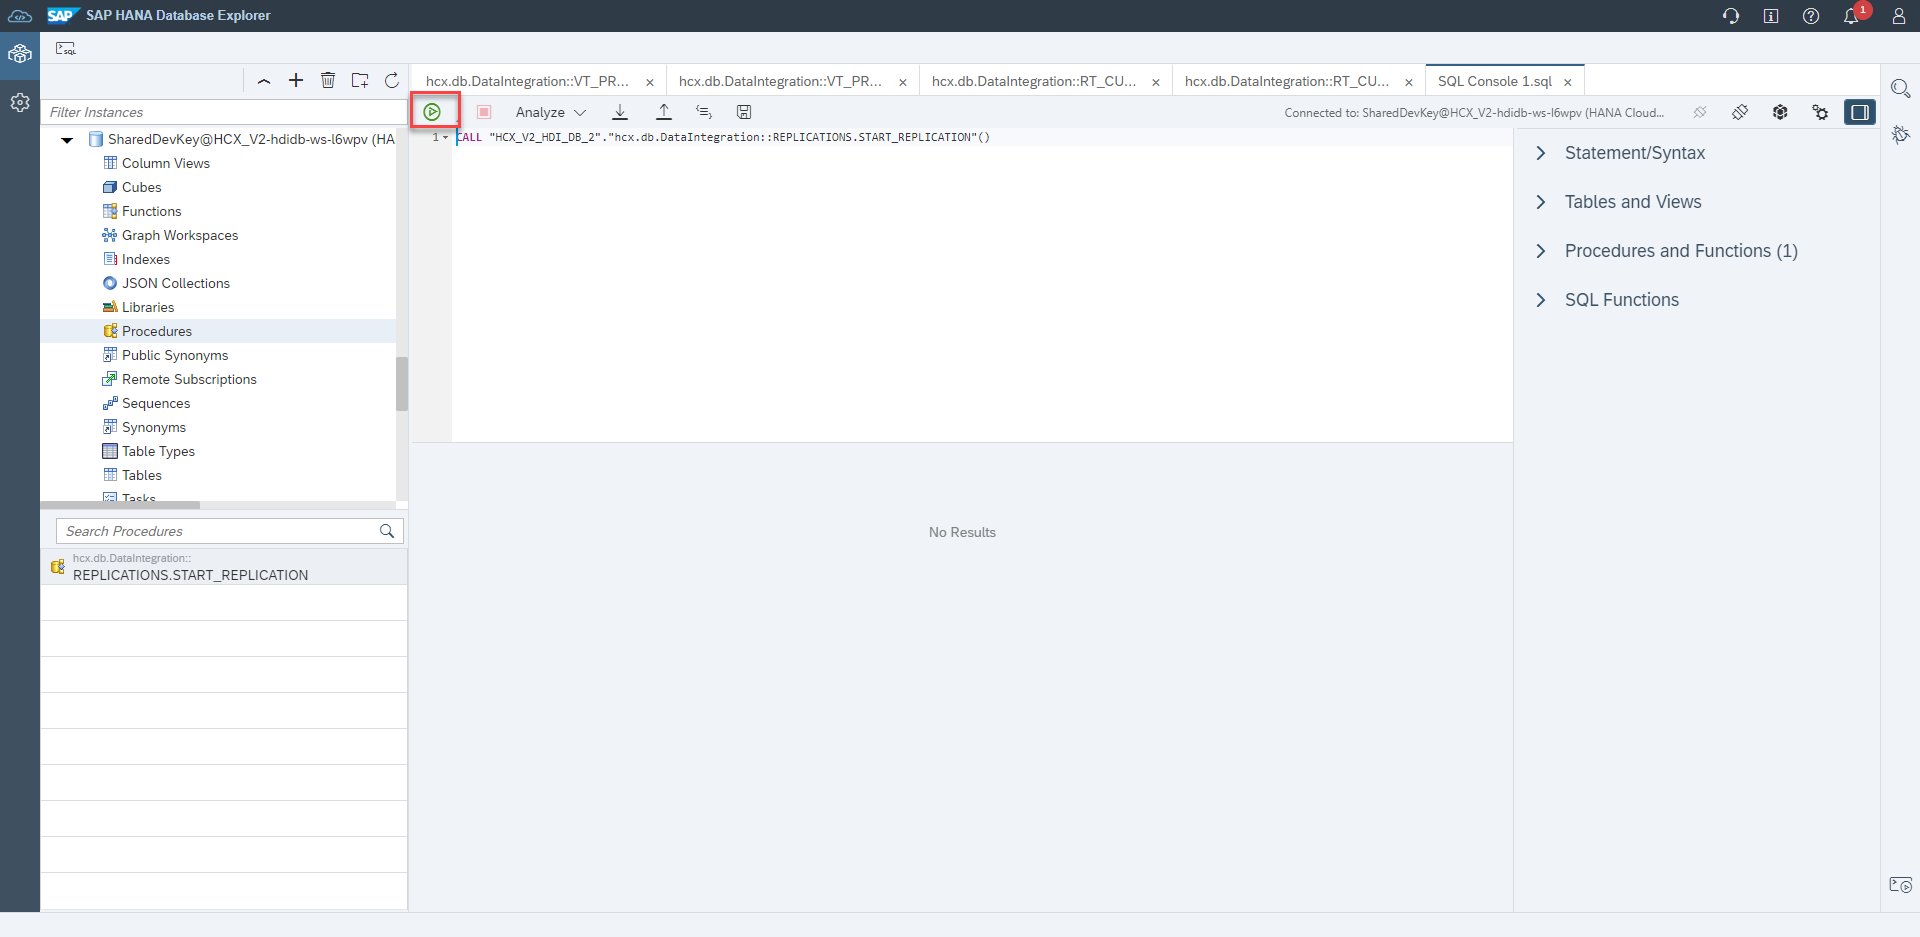 SAP SAP HANA Database Explorer
1
SQL
hcx.db.DataIntegration::VT_PR...
hcx.db.DataIntegration::VT_PR...
hcx.db.DataIntegration::RT_CU...
hcx.db.DataIntegration::RT_CU...
SQL Console 1.sql
Filter Instances
Analyze
Connected to: SharedDevKey@HCX_V2-hdidb-ws-l6wpv (HANA Cloud...
SharedDevKey@HCX_V2-hdidb-ws-l6wpv (HA
Column Views
Cubes
Functions
Graph Workspaces
Indexes
JSON Collections
Libraries
Procedures
Public Synonyms
Remote Subscriptions
Sequences
Synonyms
Table Types
Tables
Tasks
Search Procedures
hcx.db.DataIntegration::
REPLICATIONS.START_REPLICATION
1 CALL "HCX_V2_HDI_DB_2"."hcx.db.DataIntegration::REPLICATIONS.START_REPLICATION"()
No Results
Statement/Syntax
Tables and Views
Procedures and Functions (1)
SQL Functions